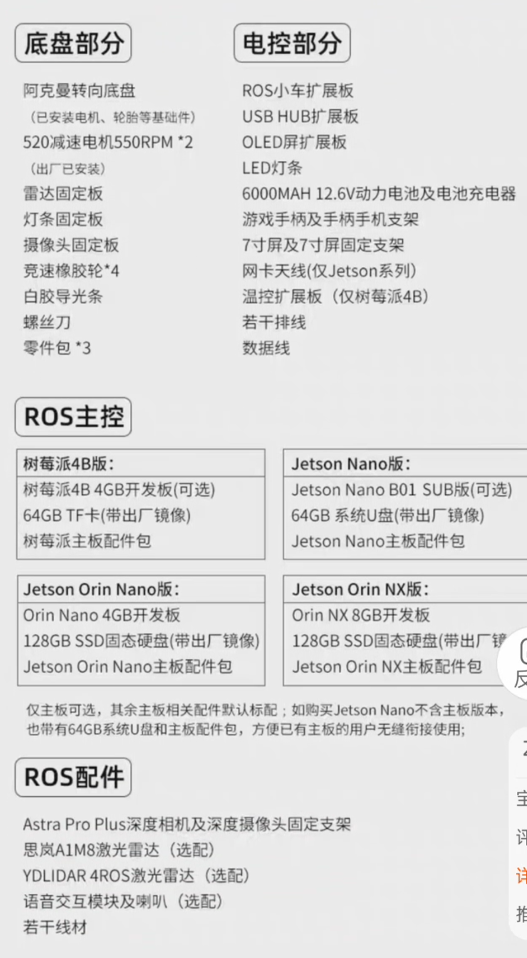 底盘部分
阿克曼转向底盘
（已安装电机、轮胎等基础件）
520减速电机550RPM *2
（出厂已安装）
雷达固定板
灯条固定板
摄像头固定板
竞速橡胶轮*4
白胶导光条
螺丝刀
零件包 *3
电控部分
ROS小车扩展板
USB HUB扩展板
OLED屏扩展板
LED灯条
6000MAH 12.6V动力电池及电池充电器
游戏手柄及手柄手机支架
7寸屏及7寸屏固定支架
网卡天线(仅Jetson系列）
温控扩展板（仅树莓派4B）
若干排线
数据线
ROS主控
树莓派4B版：
树莓派4B 4GB开发板(可选)
64GB TF卡(带出厂镜像)
树莓派主板配件包
Jetson Nano版：
Jetson Nano B01 SUB版(可选)
64GB 系统U盘(带出厂镜像)
Jetson Nano主板配件包
Jetson Orin Nano版：
Orin Nano 4GB开发板
128GB SSD固态硬盘(带出厂镜像)
Jetson Orin Nano主板配件包
Jetson Orin NX版：
Orin NX 8GB开发板
128GB SSD固态硬盘(带出厂镜
Jetson Orin NX主板配件包
仅主板可选，其余主板相关配件默认标配；如购买Jetson Nano不含主板版本，
也带有64GB系统U盘和主板配件包，方便已有主板的用户无缝衔接使用;
ROS配件
Astra Pro Plus深度相机及深度摄像头固定支架
思岚A1M8激光雷达（选配）
YDLIDAR 4ROS激光雷达（选配）
语音交互模块及喇叭（选配）
若干线材
宝
评
详
推